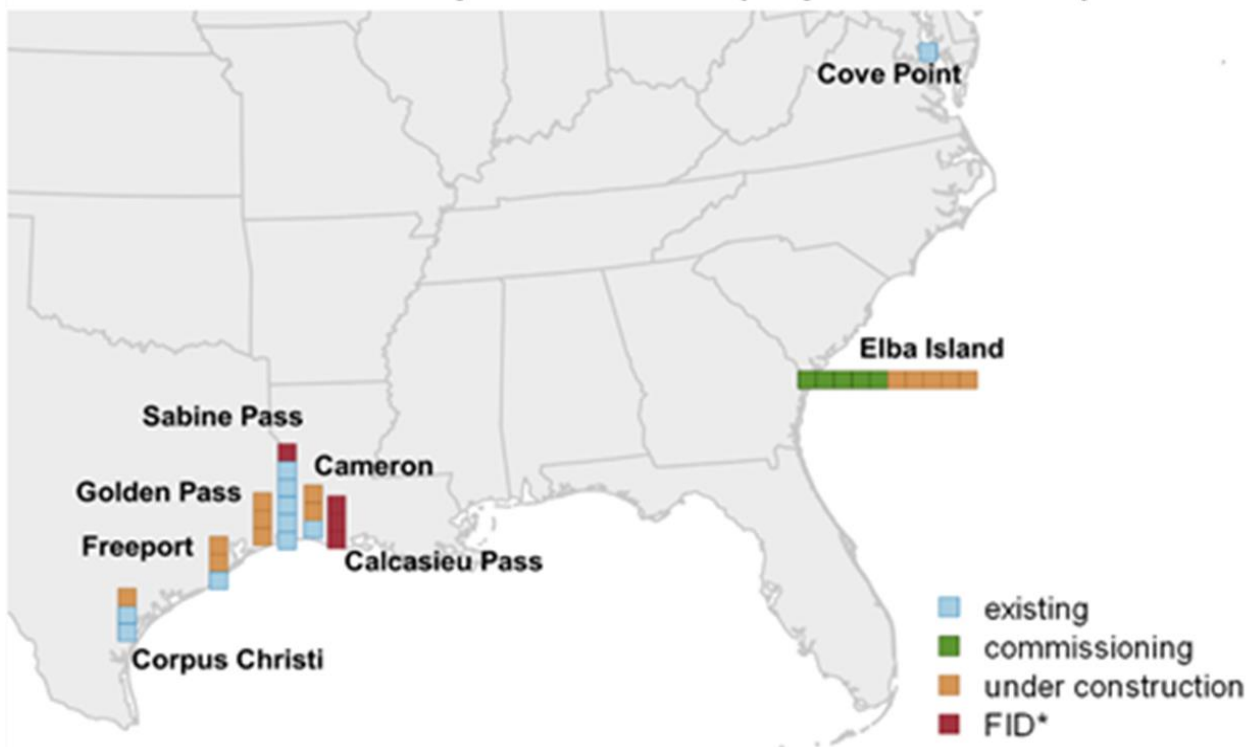 Cove Point
Elba Island
Sabine Pass
Cameron
Golden Pass
Freeport
Calcasieu Pass
Corpus Christi
existing
commissioning
under construction
FID*